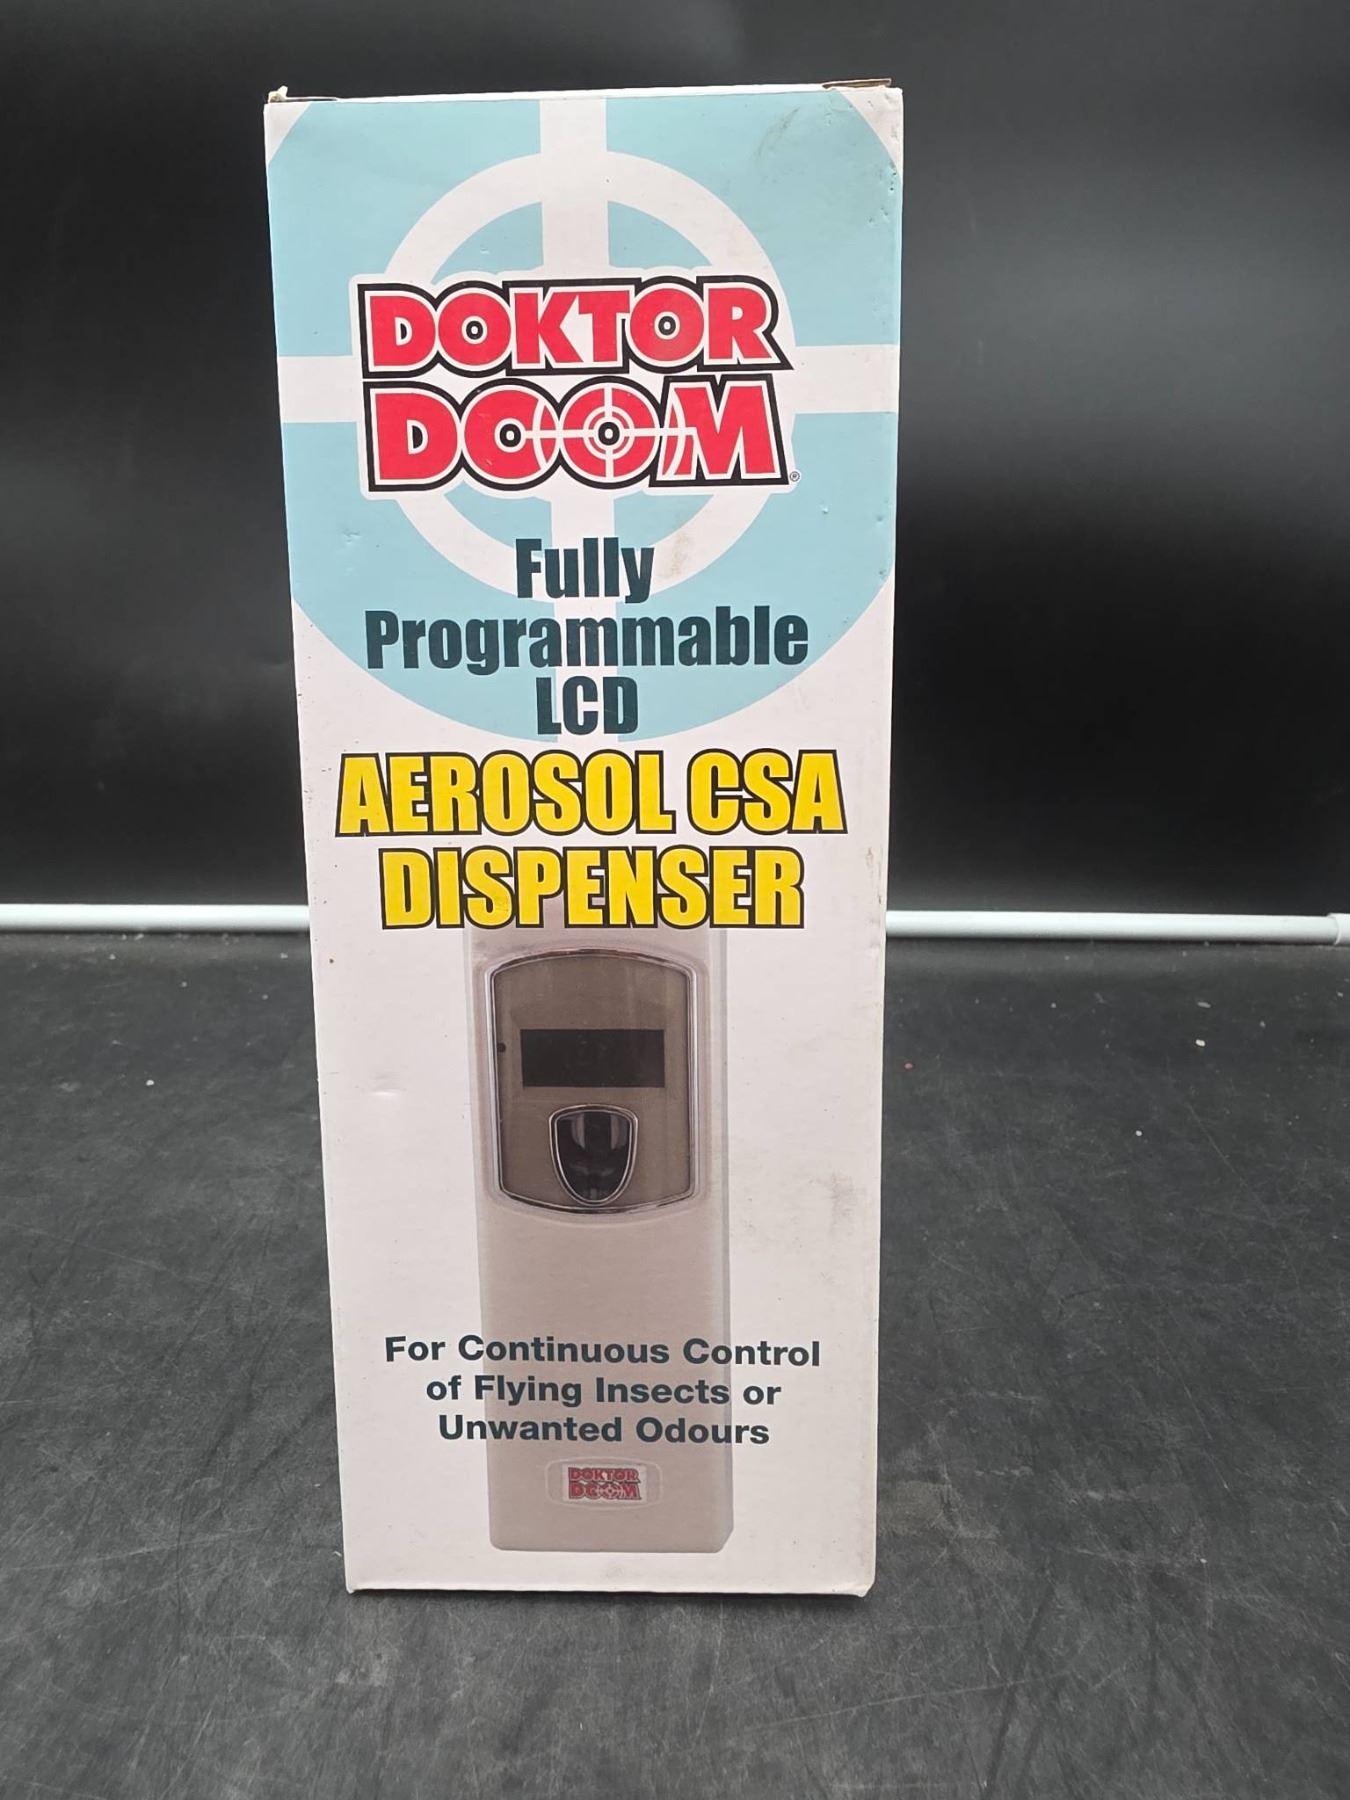 DOKTOR
DOOM®
Fully
Programmable
LCD
AEROSOL CSA
DISPENSER
For Continuous Control
of Flying Insects or
Unwanted Odours
DOKTOR
DOOM